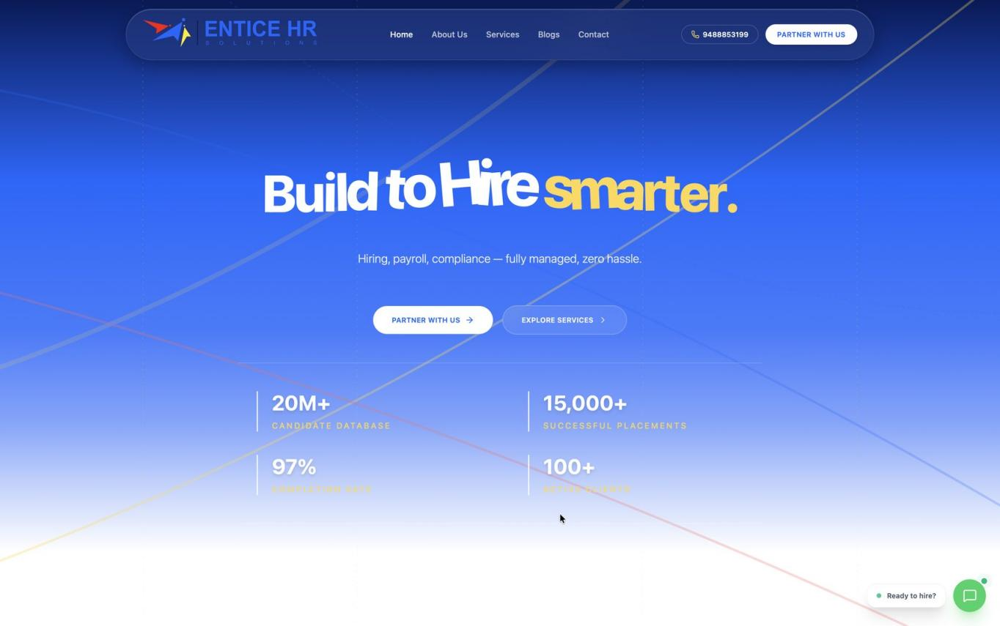 ENTICE HR
SOLUTIONS
Home
About Us
Services
Blogs
Contact
9488853199
PARTNER WITH US
Build to Hire smarter.
Hiring, payroll, compliance — fully managed, zero hassle.
PARTNER WITH US
EXPLORE SERVICES
20M+
CANDIDATE DATABASE
15,000+
SUCCESSFUL PLACEMENTS
97%
COMPLETION RATE
100+
ACTIVE CLIENTS
Ready to hire?